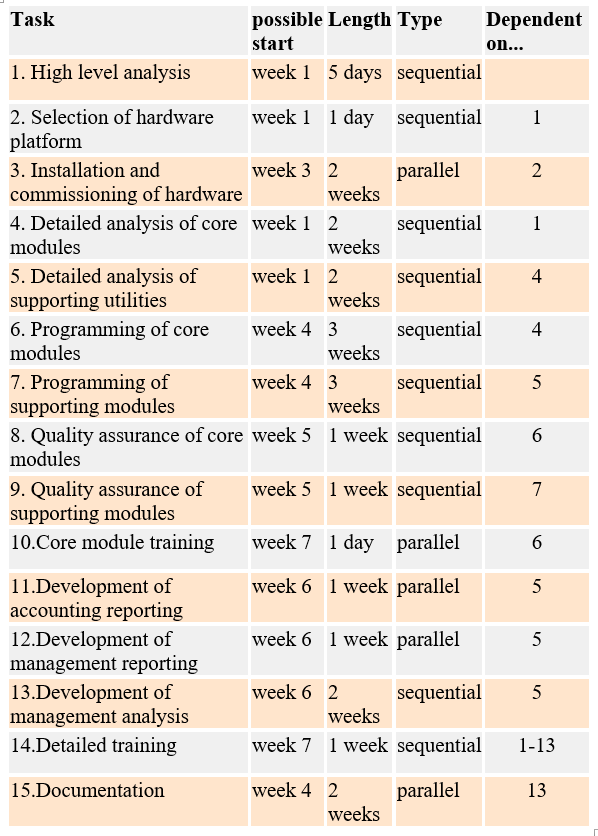 Task possible Length Type Dependent
start on...
1. High level analysis week 1 5 days sequential
2. Selection of hardware week 1 1 day sequential 1
platform
3. Installation and week 3 2 parallel 2
commissioning of hardware weeks
4. Detailed analysis of core week 1 2 sequential 1
modules weeks
5. Detailed analysis of week 1 2 sequential 4
supporting utilities weeks
6. Programming of core week 4 3 sequential 4
modules weeks
7. Programming of week 4 3 sequential 5
supporting modules weeks
8. Quality assurance of core week 5 1 week sequential 6
modules
9. Quality assurance of week 5 1 week sequential 7
supporting modules
10.Core module training week 7 1 day parallel 6
11.Development of week 6 1 week parallel 5
accounting reporting
12.Development of week 6 1 week parallel 5
management reporting
13.Development of week 6 2 sequential 5
management analysis weeks
14.Detailed training week 7 1 week sequential 1-13
15.Documentation week 4 2 parallel 13
weeks